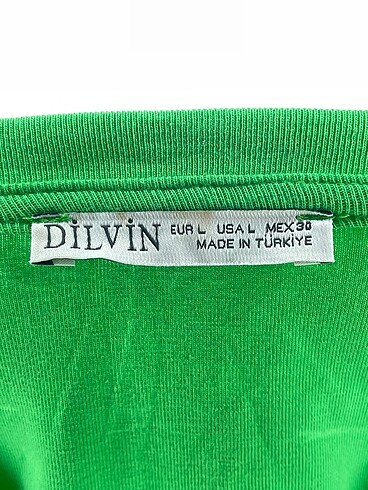 DİLVİN
EUR L USA L MEX 30
MADE IN TÜRKİYE